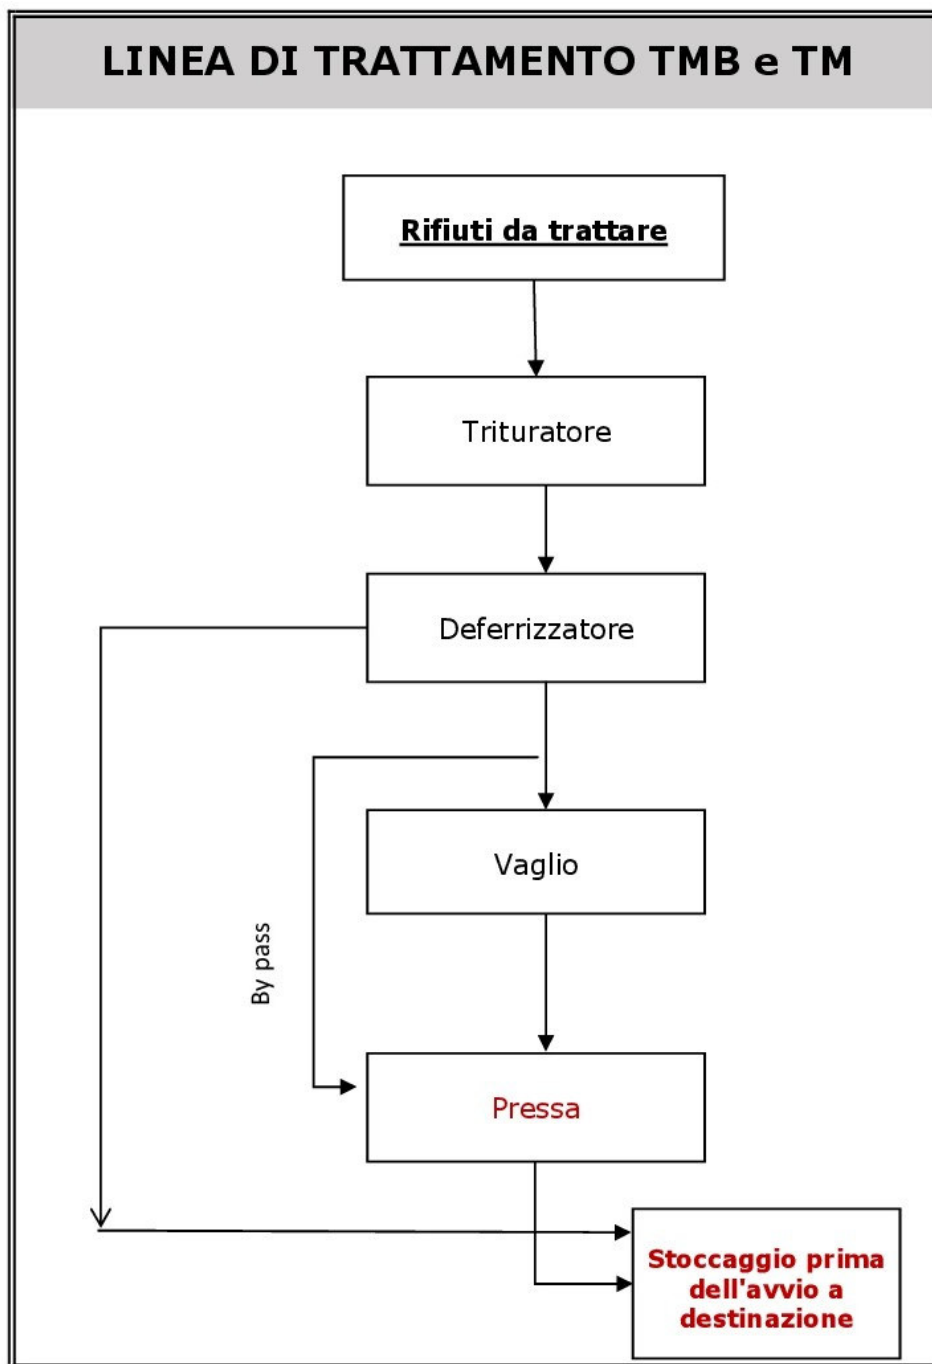 LINEA DI TRATTAMENTO TMB e TM
Rifiuti da trattare
Trituratore
Deferrizzatore
Vaglio
By pass
Pressa
Stoccaggio prima
dell'avvio a
destinazione